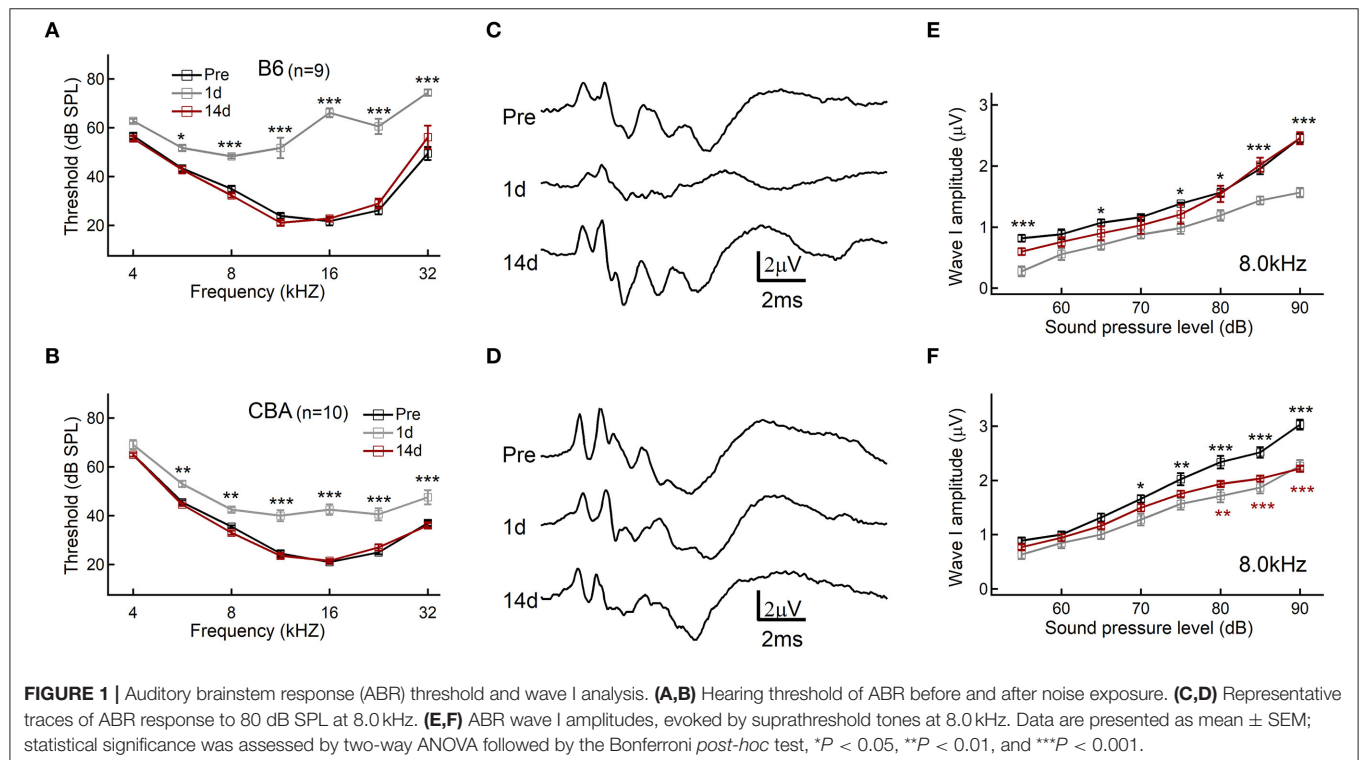 A
B6 (n=9)
Pre
1d
14d
Threshold (dB SPL)
80
60
40
20
* *** *** *** *** ***
4 8 16 32
Frequency (kHZ)
B
CBA (n=10)
Pre
1d
14d
Threshold (dB SPL)
80
60
40
20
** ** *** *** *** ***
4 8 16 32
Frequency (kHZ)
C
Pre
1d
14d
2μV
2ms
D
Pre
1d
14d
2μV
2ms
E
Wave I amplitude (μV)
3
2
1
0
*** * * * *** ***
8.0kHz
60 70 80 90
Sound pressure level (dB)
F
Wave I amplitude (μV)
3
2
1
0
* ** *** *** ***
** *** ***
8.0kHz
60 70 80 90
Sound pressure level (dB)
FIGURE 1 | Auditory brainstem response (ABR) threshold and wave I analysis. (A,B) Hearing threshold of ABR before and after noise exposure. (C,D) Representative
traces of ABR response to 80 dB SPL at 8.0 kHz. (E,F) ABR wave I amplitudes, evoked by suprathreshold tones at 8.0 kHz. Data are presented as mean ± SEM;
statistical significance was assessed by two-way ANOVA followed by the Bonferroni post-hoc test, *P < 0.05, **P < 0.01, and ***P < 0.001.